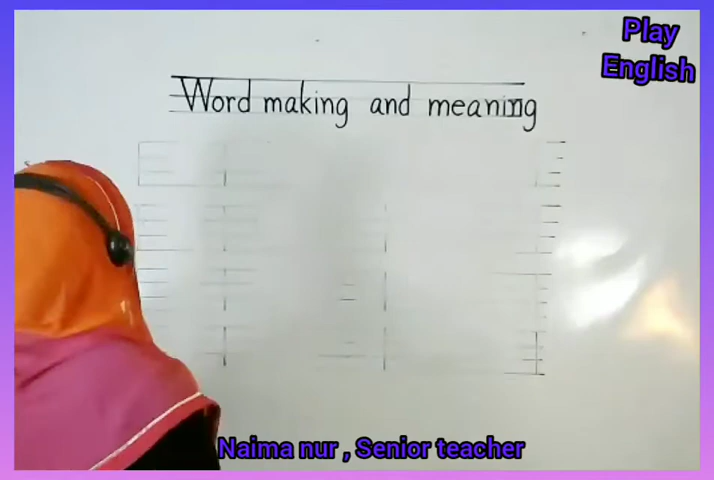 Play
English
Word making and meaning
Naima nur , Senior teacher